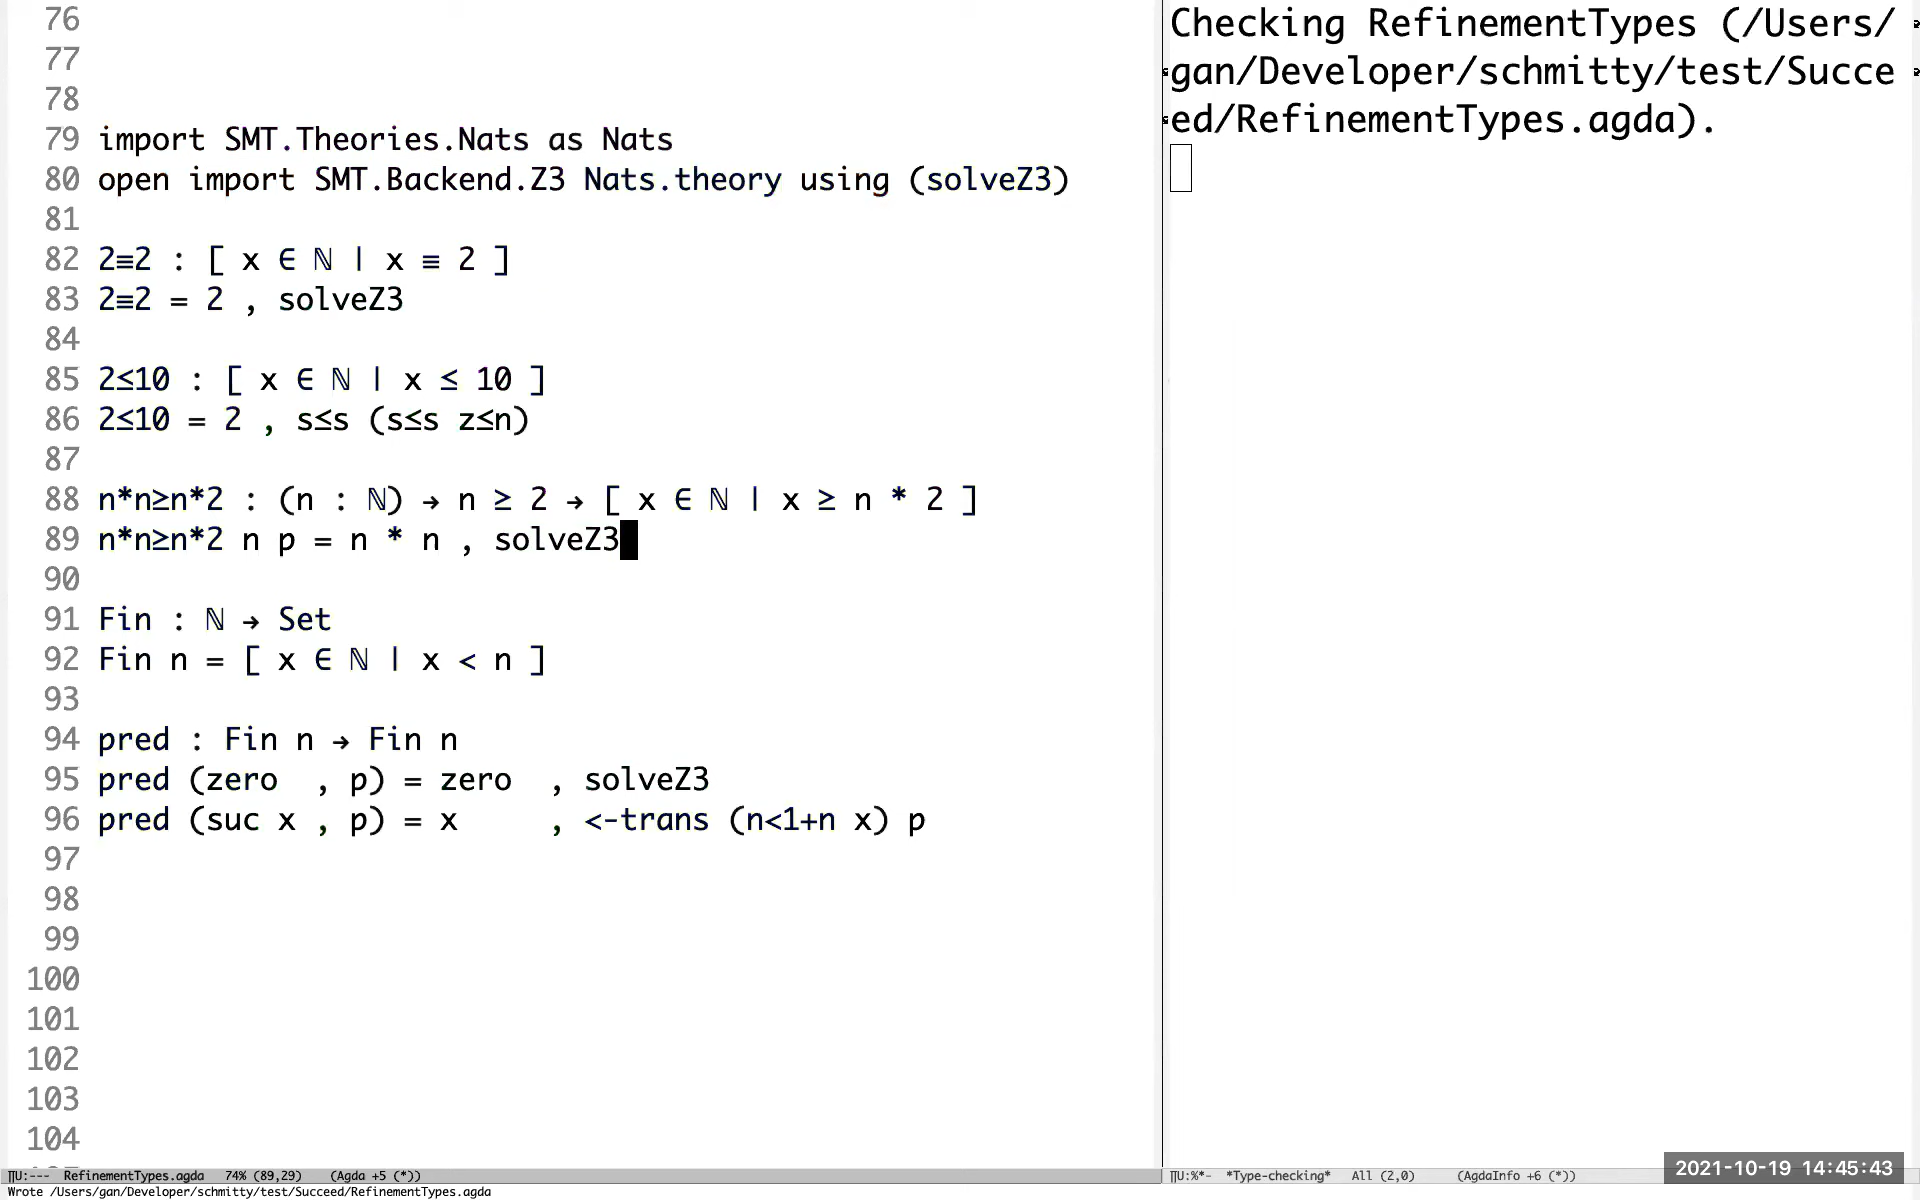 76
77
78
79 import SMT.Theories.Nats as Nats
80 open import SMT.Backend.Z3 Nats.theory using (solveZ3)
81
82 2≡2 : [ x ∈ ℕ | x ≡ 2 ]
83 2≡2 = 2 , solveZ3
84
85 2≤10 : [ x ∈ ℕ | x ≤ 10 ]
86 2≤10 = 2 , s≤s (s≤s z≤n)
87
88 n*n≥n*2 : (n : ℕ) → n ≥ 2 → [ x ∈ ℕ | x ≥ n * 2 ]
89 n*n≥n*2 n p = n * n , solveZ3
90
91 Fin : ℕ → Set
92 Fin n = [ x ∈ ℕ | x < n ]
93
94 pred : Fin n → Fin n
95 pred (zero  , p) = zero  , solveZ3
96 pred (suc x , p) = x     , <-trans (n<1+n x) p
97
98
99
100
101
102
103
104
Checking RefinementTypes (/Users/
gan/Developer/schmitty/test/Succe
ed/RefinementTypes.agda).
∏U:---  RefinementTypes.agda   74% (89,29)    (Agda +5 (*))
∏U:%*-  *Type-checking*   All (2,0)     (AgdaInfo +6 (*))
2021-10-19 14:45:43
Wrote /Users/gan/Developer/schmitty/test/Succeed/RefinementTypes.agda